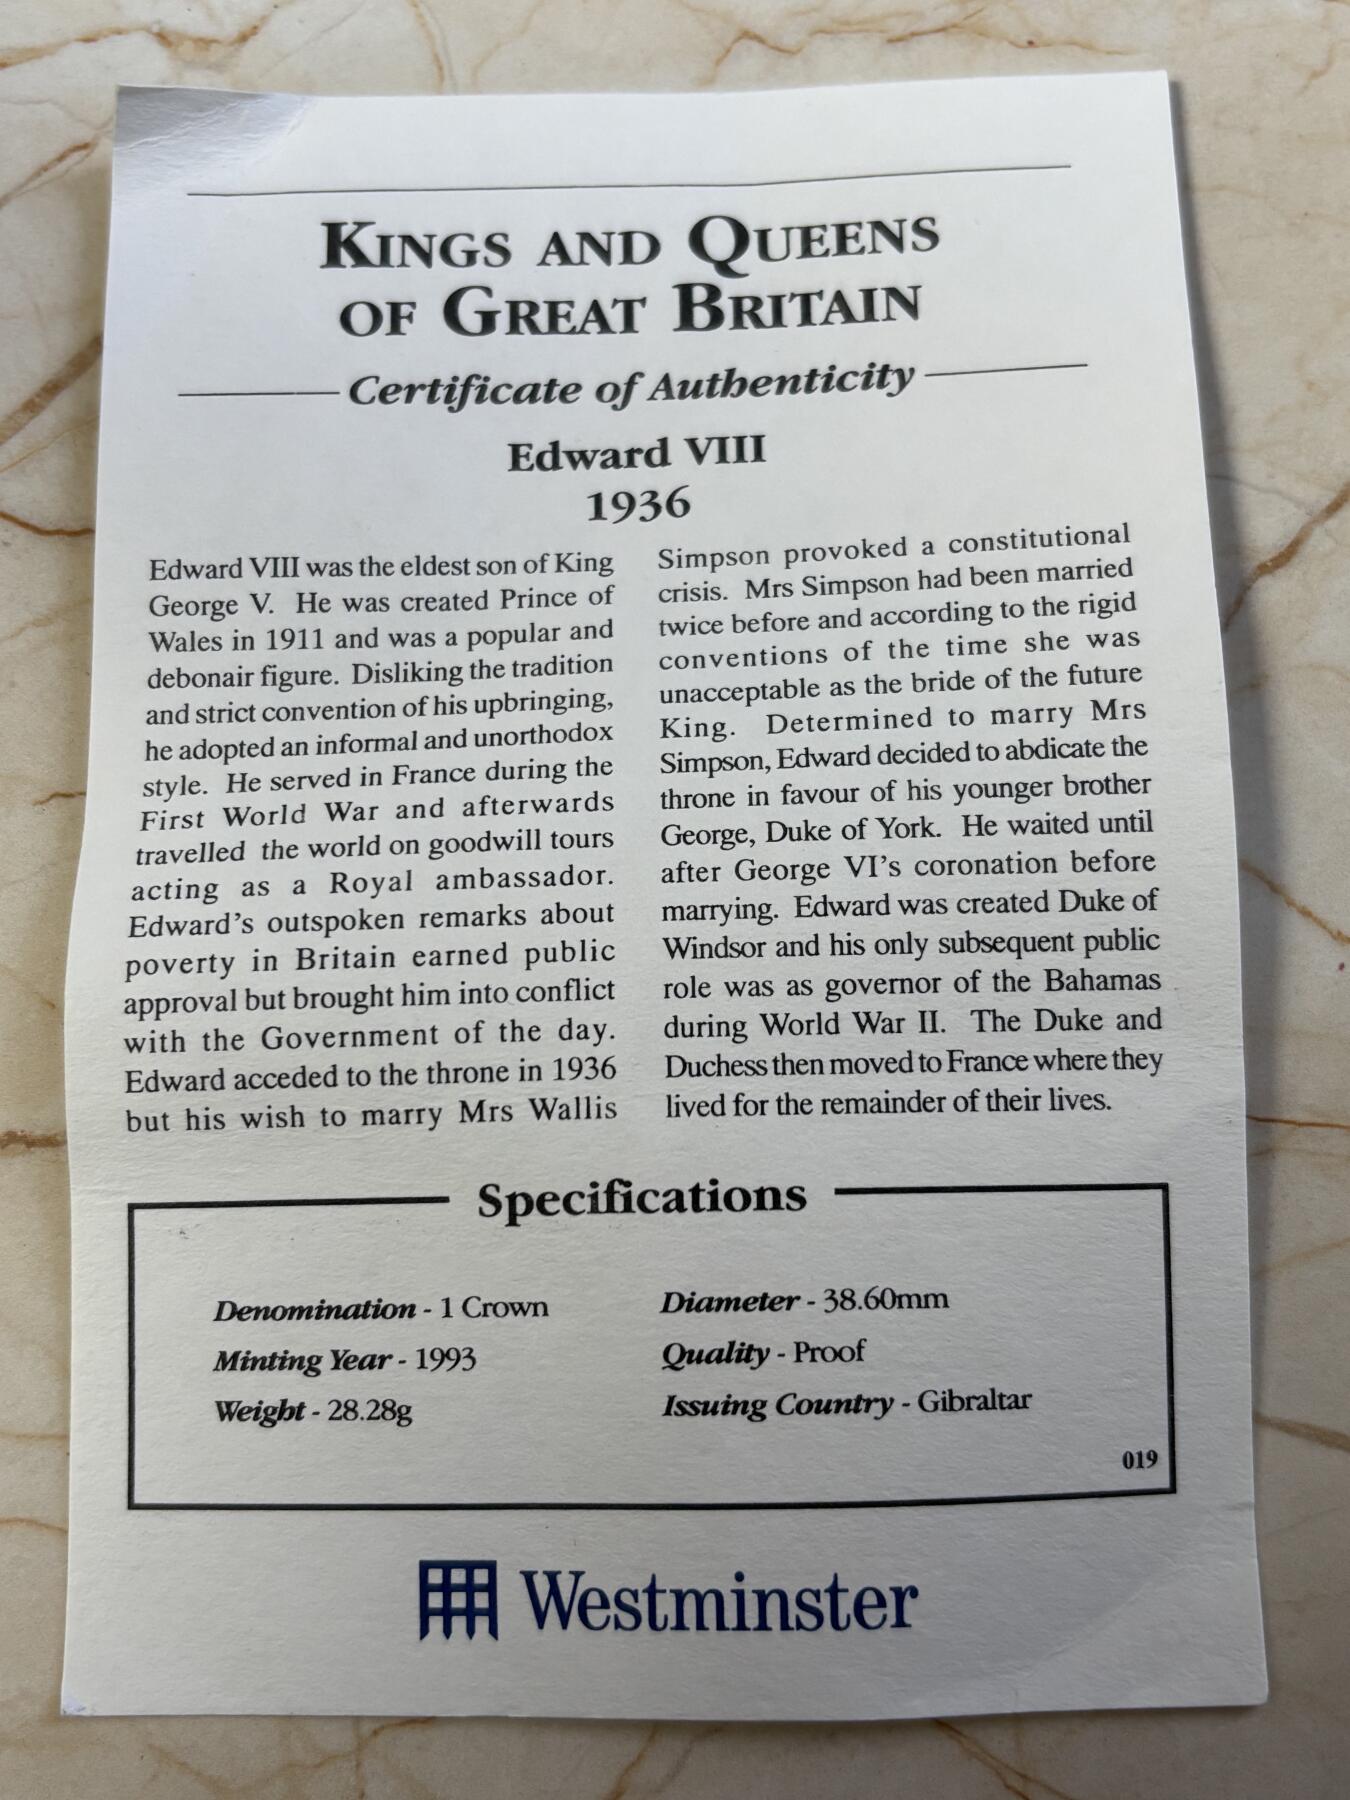 KINGS AND QUEENS
OF GREAT BRITAIN
Certificate of Authenticity
Edward VIII
1936
Edward VIII was the eldest son of King
George V. He was created Prince of
Wales in 1911 and was a popular and
debonair figure. Disliking the tradition
and strict convention of his upbringing,
he adopted an informal and unorthodox
style. He served in France during the
First World War and afterwards
travelled the world on goodwill tours
acting as a Royal ambassador.
Edward's outspoken remarks about
poverty in Britain earned public
approval but brought him into conflict
with the Government of the day.
Edward acceded to the throne in 1936
but his wish to marry Mrs Wallis
Simpson provoked a constitutional
crisis. Mrs Simpson had been married
twice before and according to the rigid
conventions of the time she was
unacceptable as the bride of the future
King. Determined to marry Mrs
Simpson, Edward decided to abdicate the
throne in favour of his younger brother
George, Duke of York. He waited until
after George VI's coronation before
marrying. Edward was created Duke of
Windsor and his only subsequent public
role was as governor of the Bahamas
during World War II. The Duke and
Duchess then moved to France where they
lived for the remainder of their lives.
Specifications
Denomination - 1 Crown
Minting Year - 1993
Weight - 28.28g
Diameter - 38.60mm
Quality - Proof
Issuing Country - Gibraltar
019
Westminster